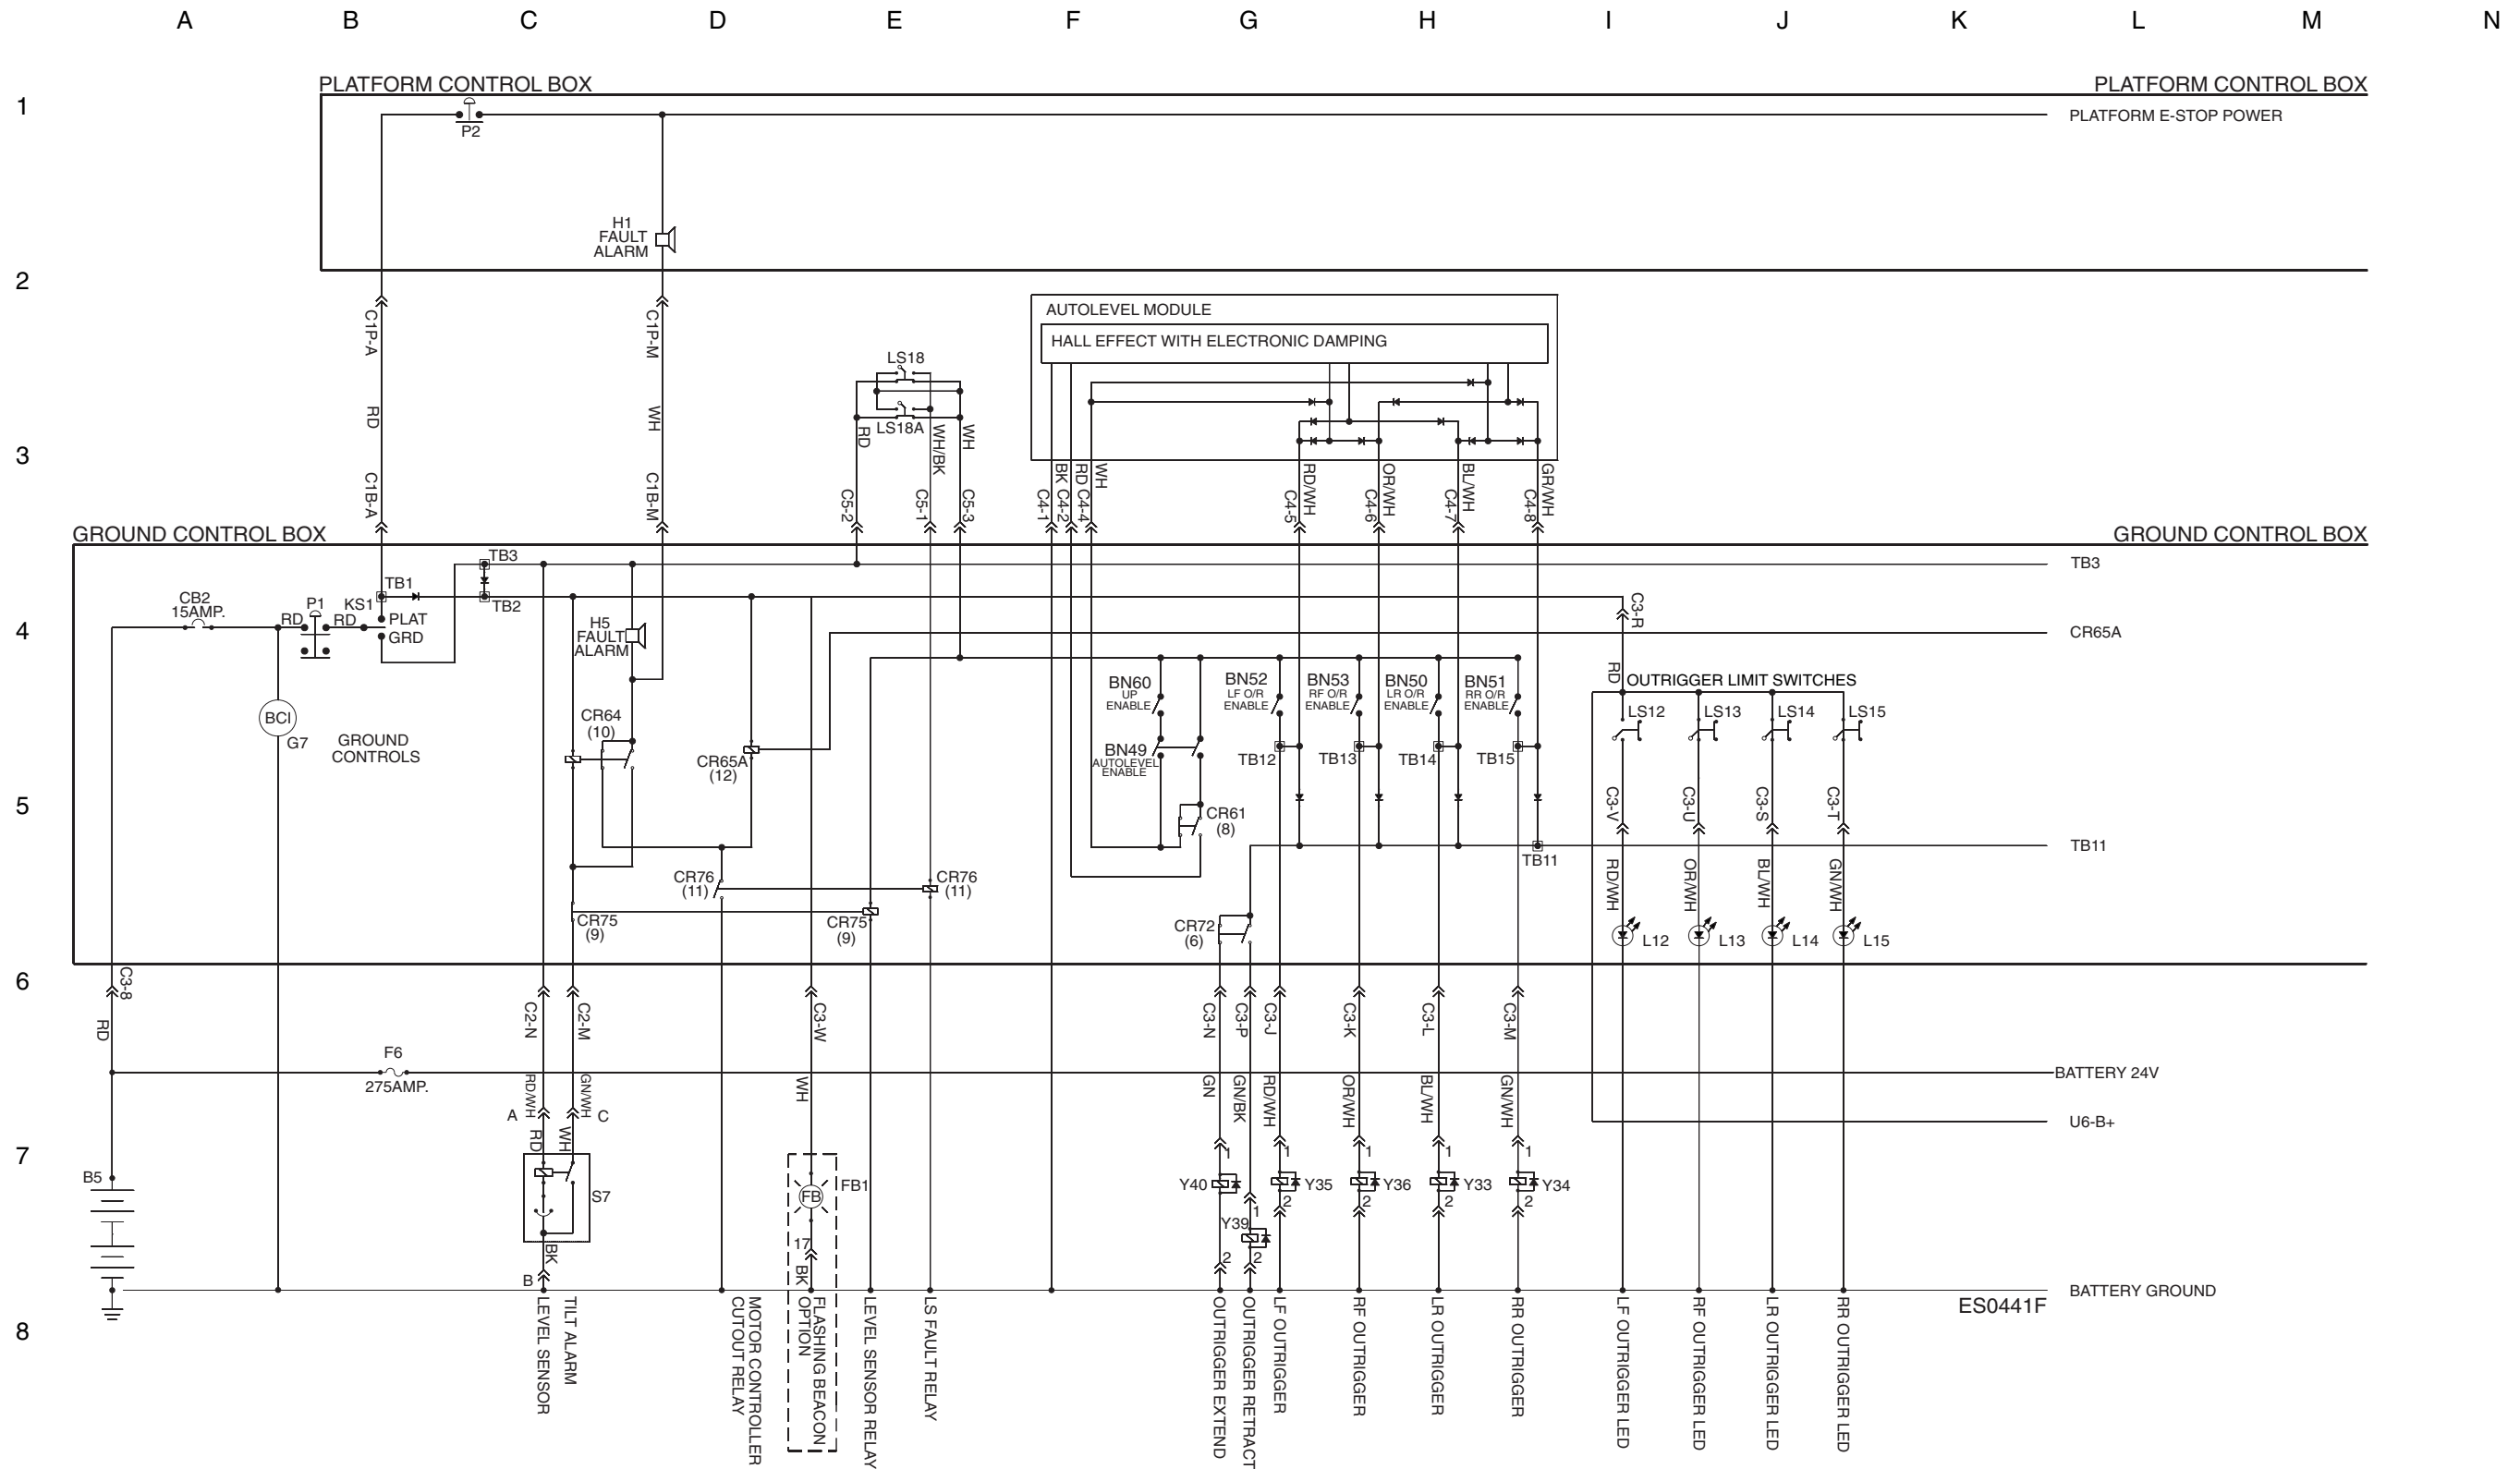 A B C D E F G H I J K L M N
1
PLATFORM CONTROL BOX
PLATFORM CONTROL BOX
P2
PLATFORM E-STOP POWER
H1
FAULT
ALARM
2
C1P-A
C1P-M
AUTOLEVEL MODULE
HALL EFFECT WITH ELECTRONIC DAMPING
LS18
LS18A
RD
WH
RD
WH/BK
WH
3
C1B-A
C1B-M
C5-2
C5-1
C5-3
C4-1
BK
C4-2
RD
C4-4
WH
C4-5
RD/WH
C4-6
OR/WH
C4-7
BL/WH
C4-8
GR/WH
GROUND CONTROL BOX
GROUND CONTROL BOX
TB3
TB3
TB1
TB2
CB2
15AMP.
P1
KS1
RD
RD
PLAT
GRD
4
H5
FAULT
ALARM
C3-R
CR65A
RD
OUTRIGGER LIMIT SWITCHES
BN60
UP
ENABLE
BN52
LF O/R
ENABLE
BN53
RF O/R
ENABLE
BN50
LR O/R
ENABLE
BN51
RR O/R
ENABLE
LS12
LS13
LS14
LS15
BCI
G7
GROUND
CONTROLS
CR64
(10)
CR65A
(12)
BN49
AUTOLEVEL
ENABLE
TB12
TB13
TB14
TB15
5
CR61
(8)
C3-V
C3-U
C3-S
C3-T
TB11
TB11
CR76
(11)
CR76
(11)
RD/WH
OR/WH
BL/WH
GN/WH
CR75
(9)
CR75
(9)
CR72
(6)
L12
L13
L14
L15
6
C3-8
RD
C2-N
C2-M
C3-W
C3-N
C3-P
C3-J
C3-K
C3-L
C3-M
F6
275AMP.
BATTERY 24V
RD/WH
GN/WH
WH
GN
GN/BK
RD/WH
OR/WH
BL/WH
GN/WH
A
C
U6-B+
7
RD
WH
1
1
1
1
1
B5
S7
FB
FB1
Y40
Y35
Y36
Y33
Y34
2
2
2
2
1
Y39
17
BK
BK
2
2
B
BATTERY GROUND
ES0441F
8
LEVEL SENSOR
TILT ALARM
MOTOR CONTROLLER
CUTOUT RELAY
FLASHING BEACON
OPTION
LEVEL SENSOR RELAY
LS FAULT RELAY
OUTRIGGER EXTEND
OUTRIGGER RETRACT
LF OUTRIGGER
RF OUTRIGGER
LR OUTRIGGER
RR OUTRIGGER
LF OUTRIGGER LED
RF OUTRIGGER LED
LR OUTRIGGER LED
RR OUTRIGGER LED